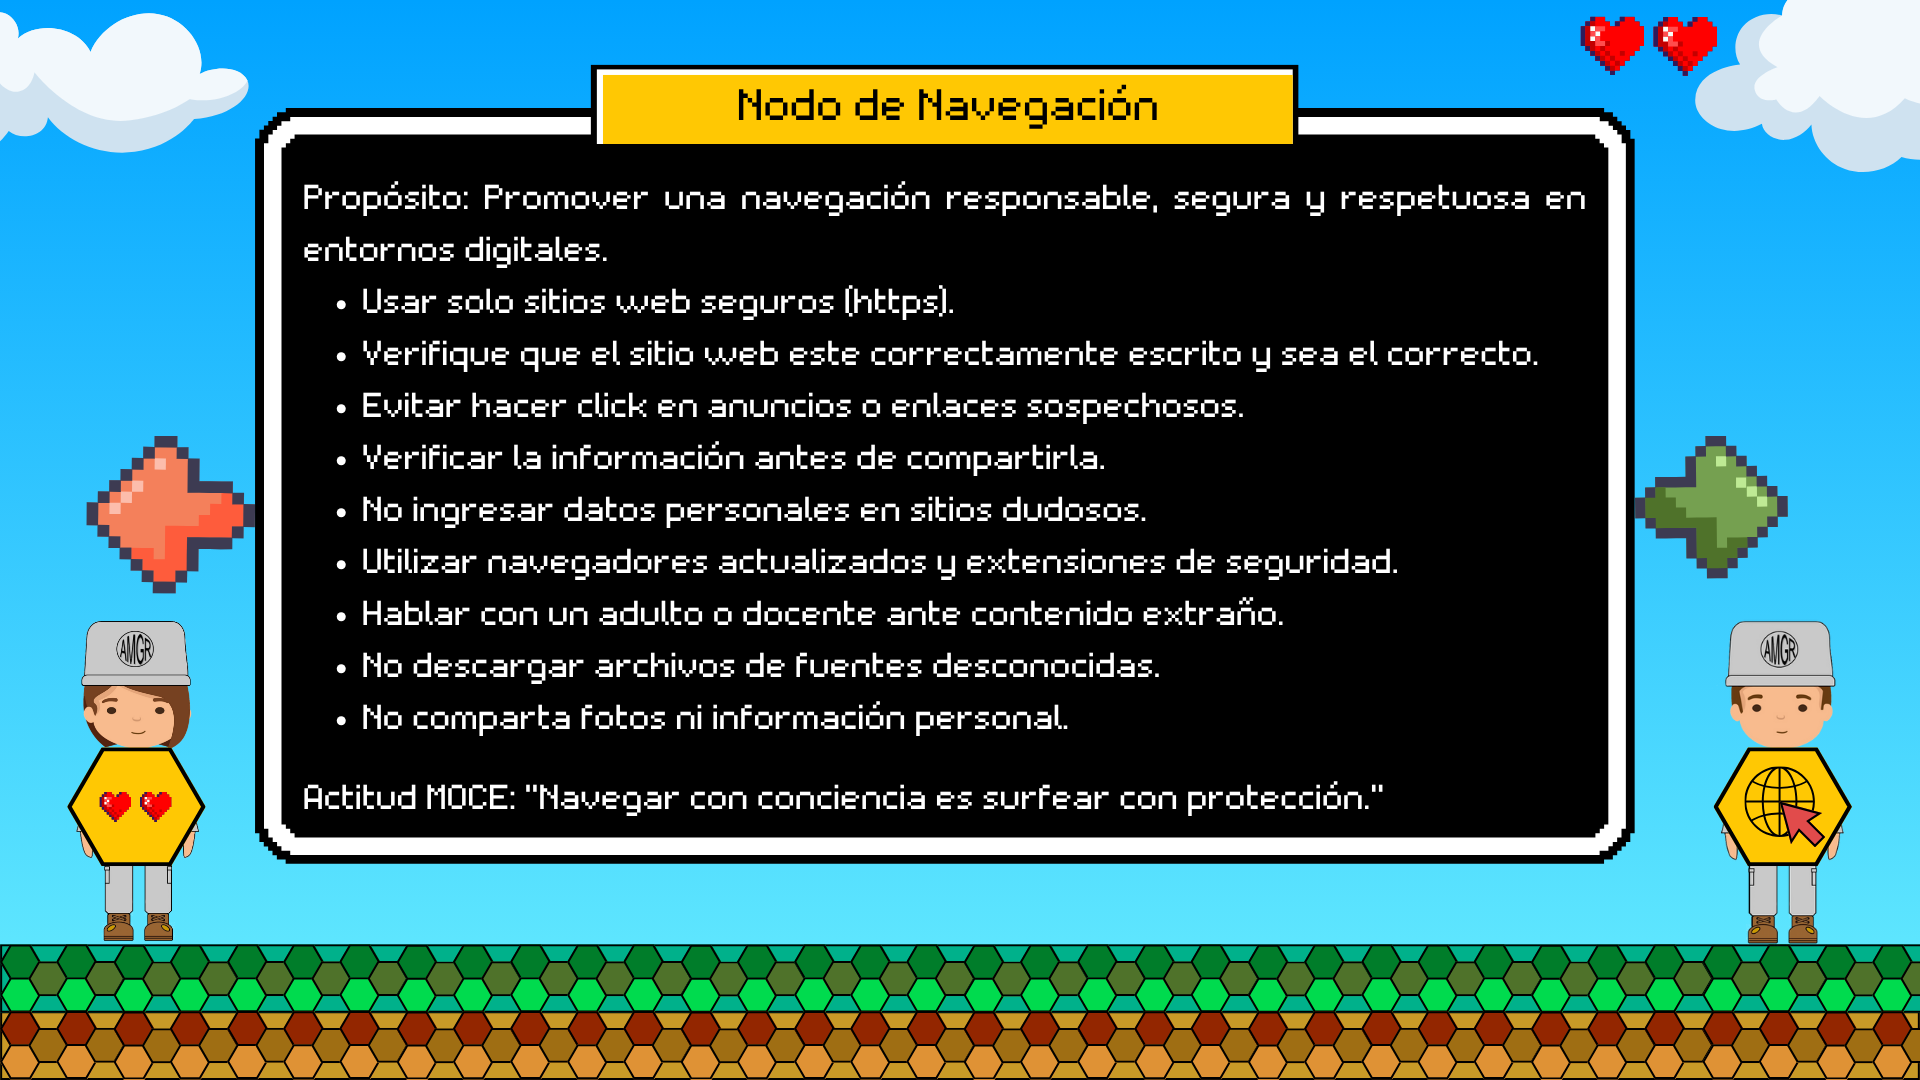 Nodo de Navegación
Propósito: Promover una navegación responsable, segura y respetuosa en
entornos digitales.
• Usar solo sitios web seguros (https).
• Verifique que el sitio web este correctamente escrito y sea el correcto.
• Evitar hacer click en anuncios o enlaces sospechosos.
• Verificar la información antes de compartirla.
• No ingresar datos personales en sitios dudosos.
• Utilizar navegadores actualizados y extensiones de seguridad.
• Hablar con un adulto o docente ante contenido extraño.
• No descargar archivos de fuentes desconocidas.
• No comparta fotos ni información personal.
Actitud MOCE: "Navegar con conciencia es surfear con protección."
AMGR
AMGR